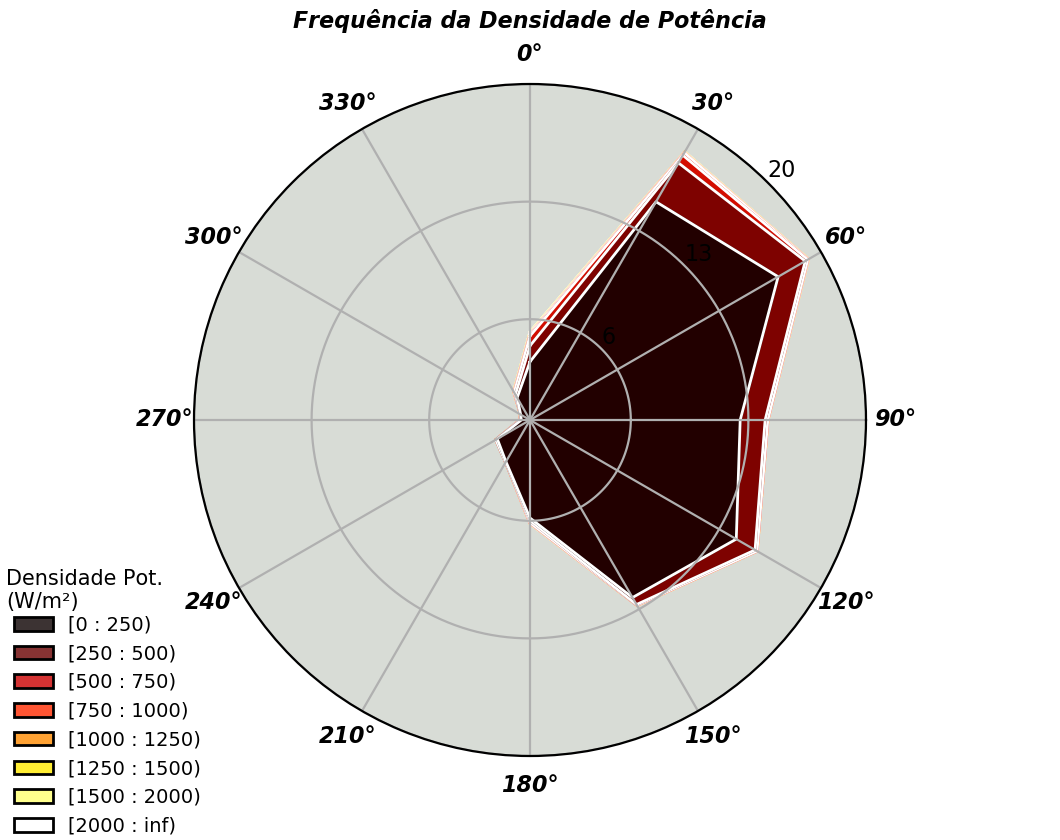 Frequência da Densidade de Potência
0°
330°
30°
20
300°
60°
13
6
270°
90°
240°
120°
210°
150°
180°
Densidade Pot.
(W/m²)
[0 : 250)
[250 : 500)
[500 : 750)
[750 : 1000)
[1000 : 1250)
[1250 : 1500)
[1500 : 2000)
[2000 : inf)